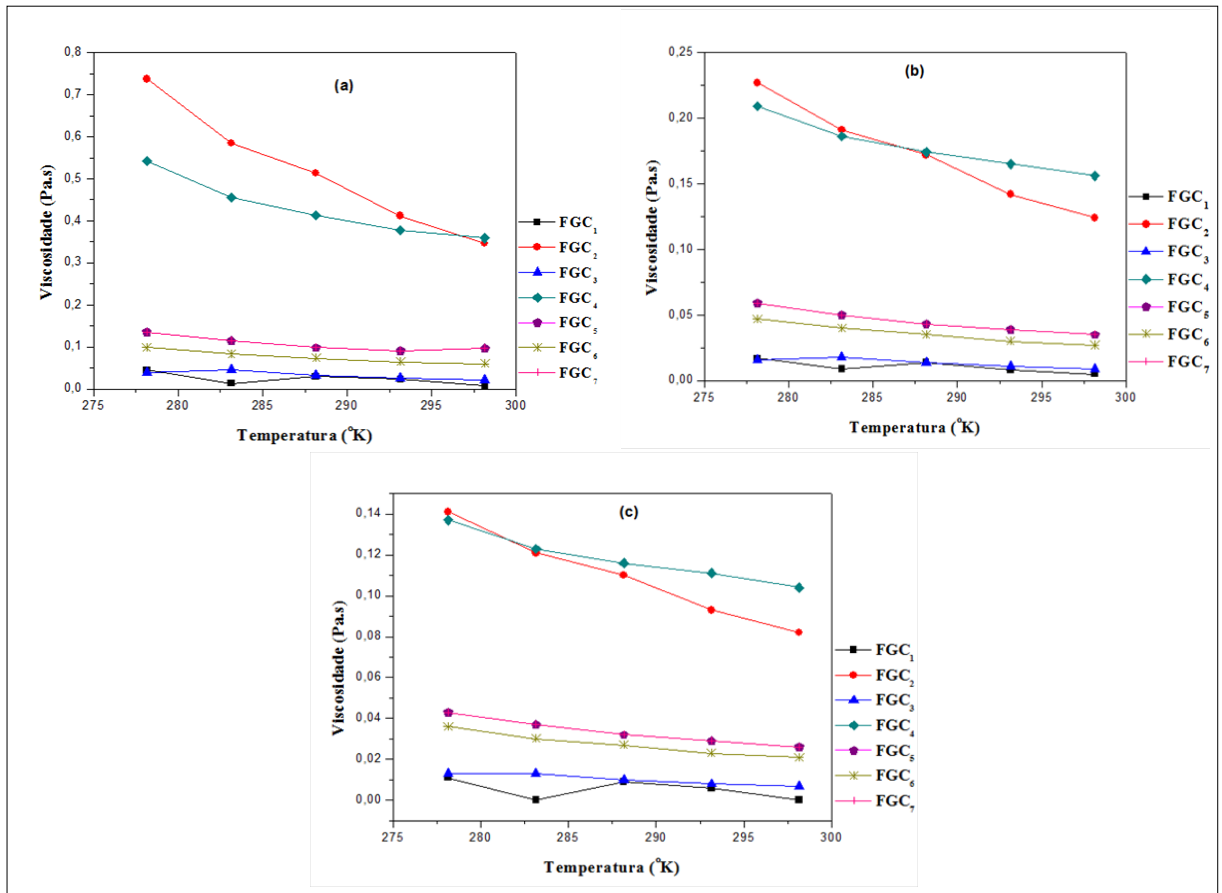 (a)
Viscosidade (Pa.s)
0,8
0,7
0,6
0,5
0,4
0,3
0,2
0,1
0,0
275 280 285 290 295 300
Temperatura (°K)
FGC₁
FGC₂
FGC₃
FGC₄
FGC₅
FGC₆
FGC₇
(b)
Viscosidade (Pa.s)
0,25
0,20
0,15
0,10
0,05
0,00
275 280 285 290 295 300
Temperatura (°K)
FGC₁
FGC₂
FGC₃
FGC₄
FGC₅
FGC₆
FGC₇
(c)
Viscosidade (Pa.s)
0,14
0,12
0,10
0,08
0,06
0,04
0,02
0,00
275 280 285 290 295 300
Temperatura (°K)
FGC₁
FGC₂
FGC₃
FGC₄
FGC₅
FGC₆
FGC₇